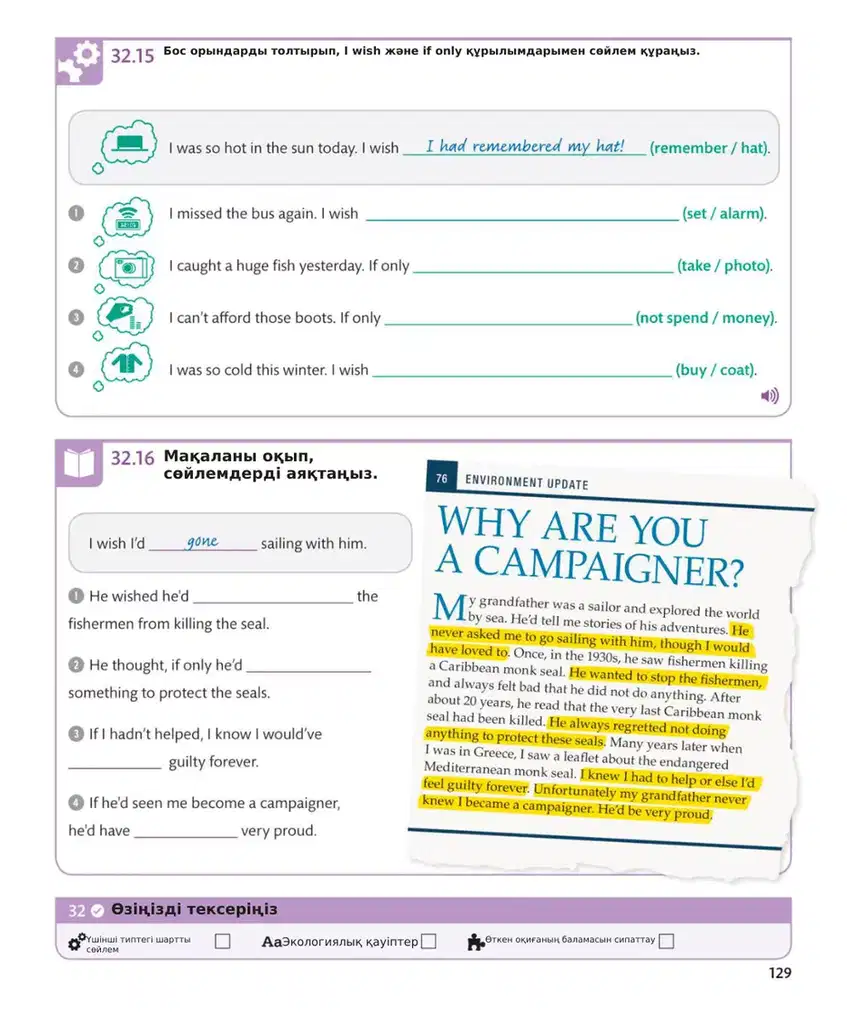 32.15 Бос орындарды толтырып, I wish және if only құрылымдарымен сөйлем құраңыз.
I was so hot in the sun today. I wish I had remembered my hat! (remember / hat).
1 I missed the bus again. I wish ____ (set / alarm).
2 I caught a huge fish yesterday. If only ____ (take / photo).
3 I can't afford those boots. If only ____ (not spend / money).
4 I was so cold this winter. I wish ____ (buy / coat).
32.16 Мақаланы оқып,
сөйлемдерді аяқтаңыз.
I wish I'd gone sailing with him.
1 He wished he'd ____ the
fishermen from killing the seal.
2 He thought, if only he'd ____
something to protect the seals.
3 If I hadn't helped, I know I would've
____ guilty forever.
4 If he'd seen me become a campaigner,
he'd have ____ very proud.
76 ENVIRONMENT UPDATE
WHY ARE YOU
A CAMPAIGNER?
My grandfather was a sailor and explored the world
by sea. He'd tell me stories of his adventures. He
never asked me to go sailing with him, though I would
have loved to. Once, in the 1930s, he saw fishermen killing
a Caribbean monk seal. He wanted to stop the fishermen,
and always felt bad that he did not do anything. After
about 20 years, he read that the very last Caribbean monk
seal had been killed. He always regretted not doing
anything to protect these seals. Many years later when
I was in Greece, I saw a leaflet about the endangered
Mediterranean monk seal. I knew I had to help or else I'd
feel guilty forever. Unfortunately my grandfather never
knew I became a campaigner. He'd be very proud.
32 Өзіңізді тексеріңіз
Үшінші типтегі шартты
сөйлем
Aa Экологиялық қауіптер
Өткен оқиғаның баламасын сипаттау
129